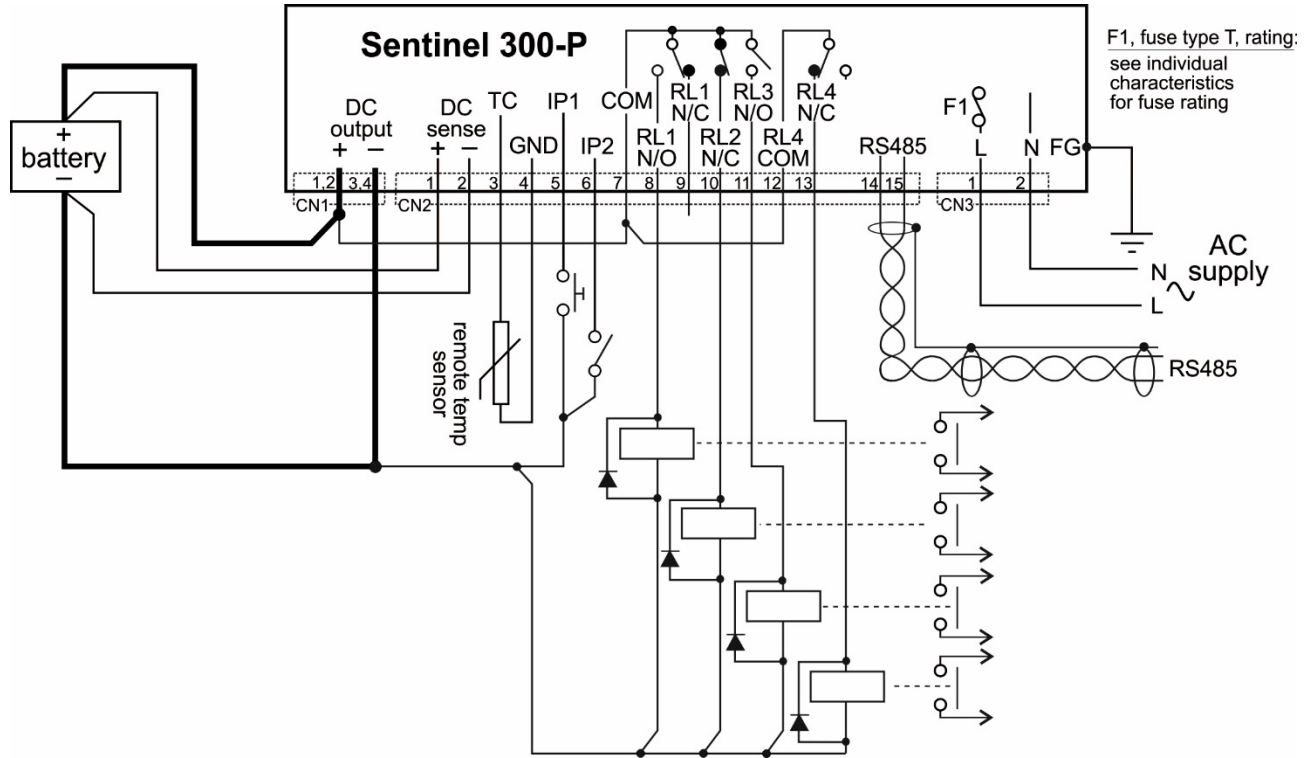 Sentinel 300-P
F1, fuse type T, rating:
see individual
characteristics
for fuse rating
DC
output
+
−
DC
sense
+
−
TC
GND
IP1
IP2
COM
RL1
N/O
RL1
N/C
RL2
N/C
RL3
N/O
RL4
COM
RL4
N/C
RS485
F1
L
N
FG
+
battery
−
1,2
3,4
CN1
1
2
3
4
5
6
7
8
9
10
11
12
13
14
15
CN2
1
2
CN3
AC
supply
N
L
RS485
remote temp
sensor